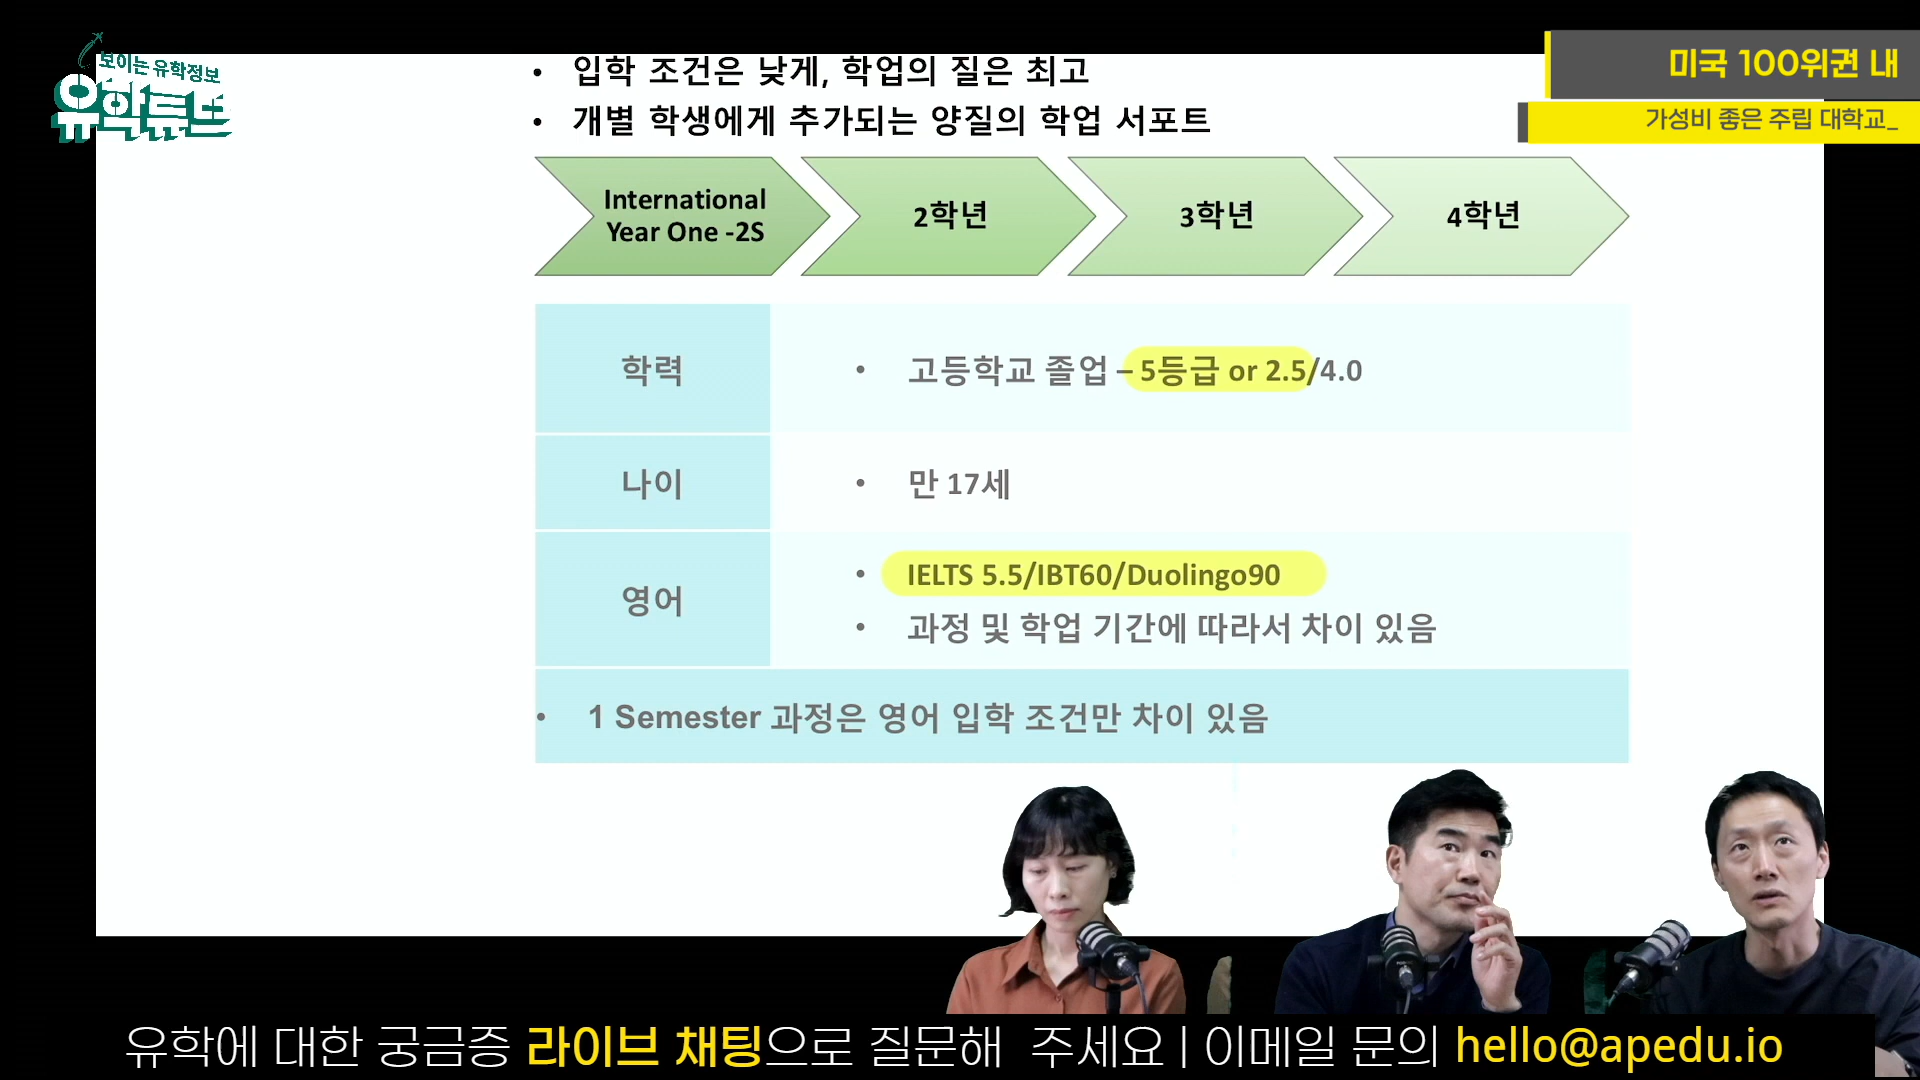 보이는 유학정보
유학튜브
미국 100위권 내
가성비 좋은 주립 대학교_
• 입학 조건은 낮게, 학업의 질은 최고
• 개별 학생에게 추가되는 양질의 학업 서포트
International
Year One -2S
2학년
3학년
4학년
학력
• 고등학교 졸업 – 5등급 or 2.5/4.0
나이
• 만 17세
영어
• IELTS 5.5/IBT60/Duolingo90
• 과정 및 학업 기간에 따라서 차이 있음
• 1 Semester 과정은 영어 입학 조건만 차이 있음
유학에 대한 궁금증 라이브 채팅으로 질문해 주세요 | 이메일 문의 hello@apedu.io